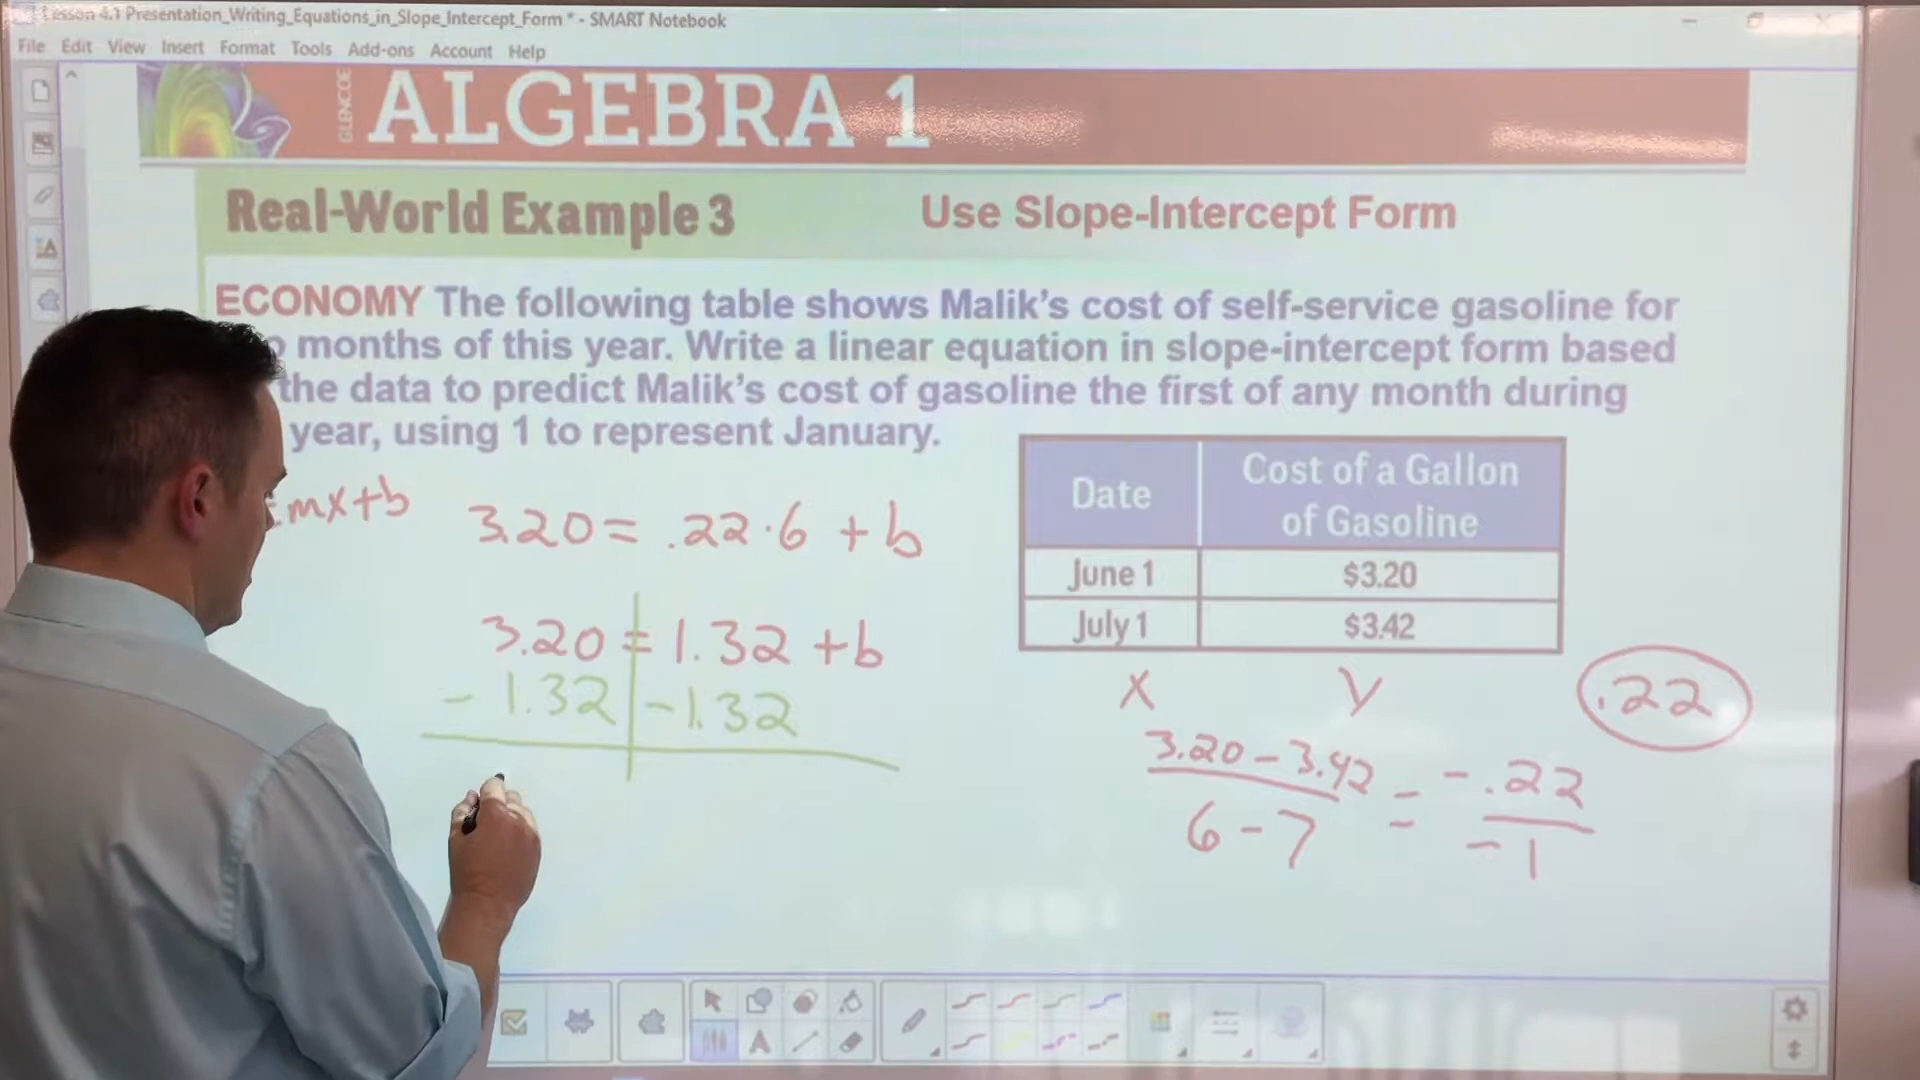 Lesson 4.1 Presentation_Writing_Equations_in_Slope_Intercept_Form * - SMART Notebook
File Edit View Insert Format Tools Add-ons Account Help
GLENCOE
ALGEBRA 1
Real-World Example 3 Use Slope-Intercept Form
ECONOMY The following table shows Malik's cost of self-service gasoline for
months of this year. Write a linear equation in slope-intercept form based
the data to predict Malik's cost of gasoline the first of any month during
year, using 1 to represent January.
Date Cost of a Gallon
of Gasoline
June 1 $3.20
July 1 $3.42
=mx+b
3.20 = .22·6 + b
3.20 = 1.32 + b
- 1.32 -1.32
X Y
.22
3.20 - 3.42 = -.22
6 - 7 -1